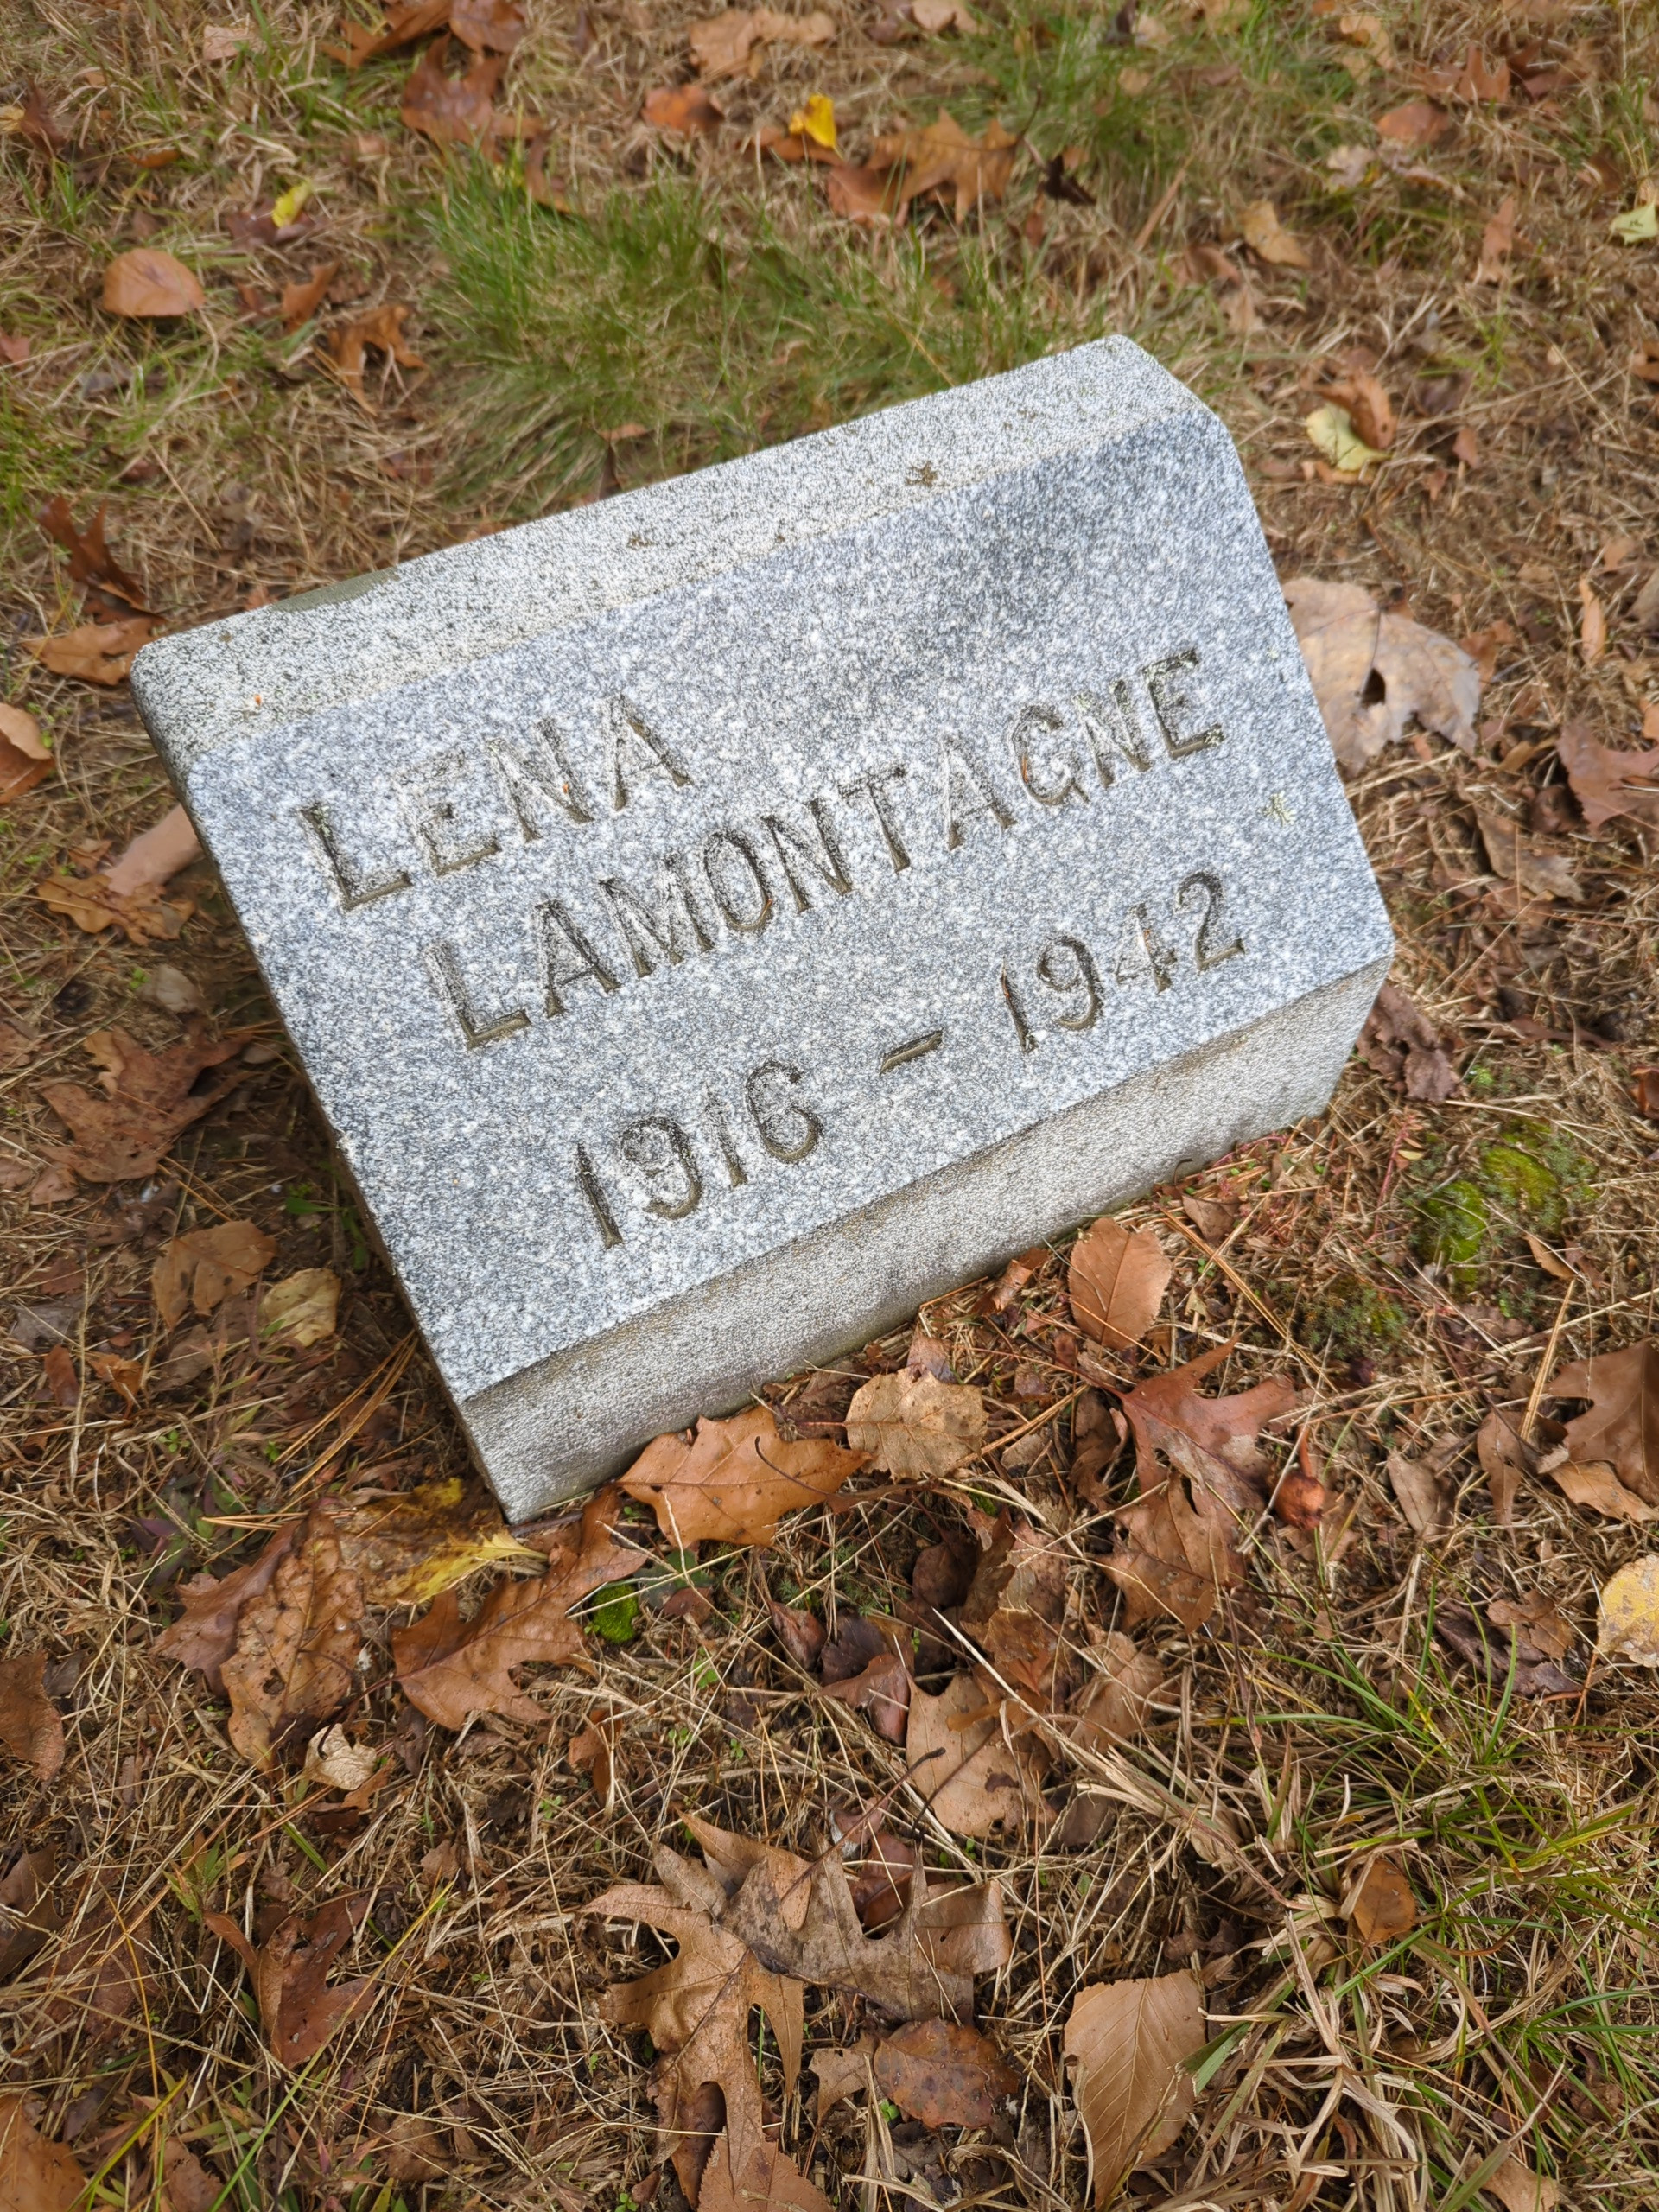 LENA
LAMONTAGNE
1916 – 1942